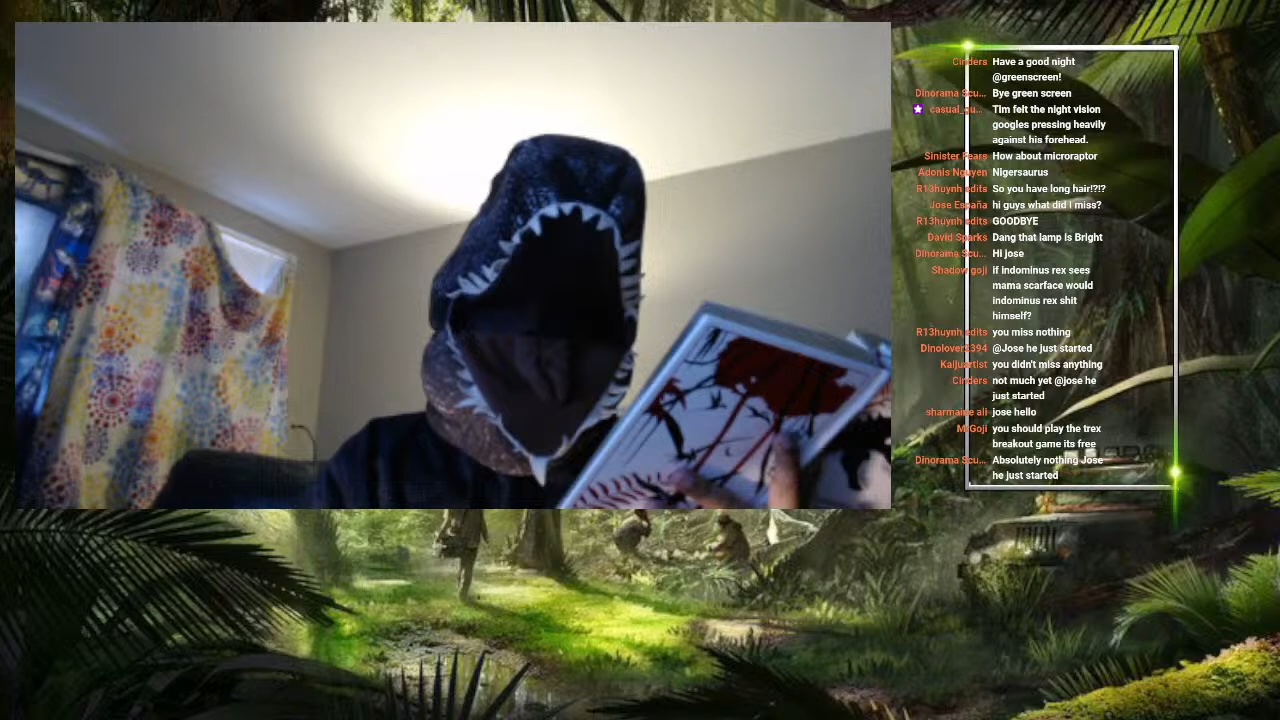 Cinders Have a good night
@greenscreen!
Dinorama Scu... Bye green screen
casual_ou... Tim felt the night vision
googles pressing heavily
against his forehead.
Sinister Fears How about microraptor
Adonis Nguyen Nigersaurus
R13huynh edits So you have long hair!?!?
Jose España hi guys what did I miss?
R13huynh edits GOODBYE
David Sparks Dang that lamp is Bright
Dinorama Scu... Hi jose
Shadow goji if indominus rex sees
mama scarface would
indominus rex shit
himself?
R13huynh edits you miss nothing
Dinolover1394 @Jose he just started
Kaijuartist you didn't miss anything
Cinders not much yet @jose he
just started
sharmaine ali jose hello
MrGoji you should play the trex
breakout game its free
Dinorama Scu... Absolutely nothing Jose
he just started